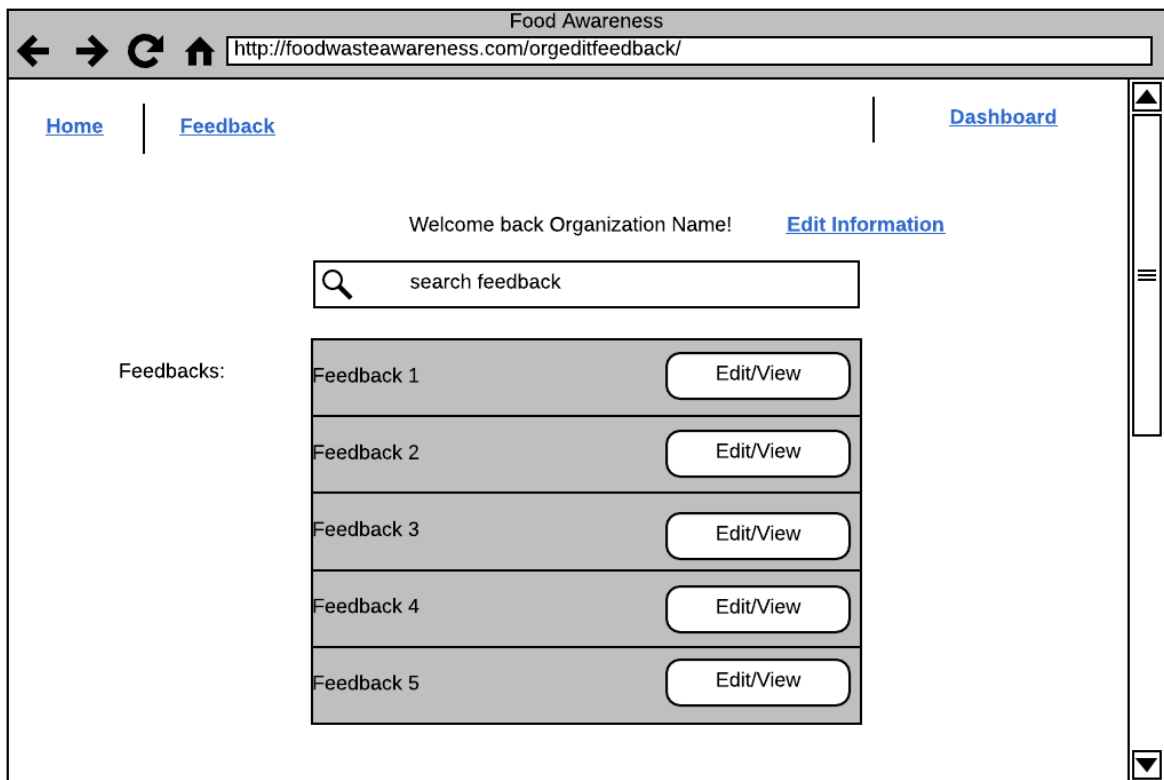 Food Awareness
http://foodwasteawareness.com/orgeditfeedback/
Home
Feedback
Dashboard
Welcome back Organization Name!
Edit Information
search feedback
Feedbacks:
Feedback 1
Edit/View
Feedback 2
Edit/View
Feedback 3
Edit/View
Feedback 4
Edit/View
Feedback 5
Edit/View